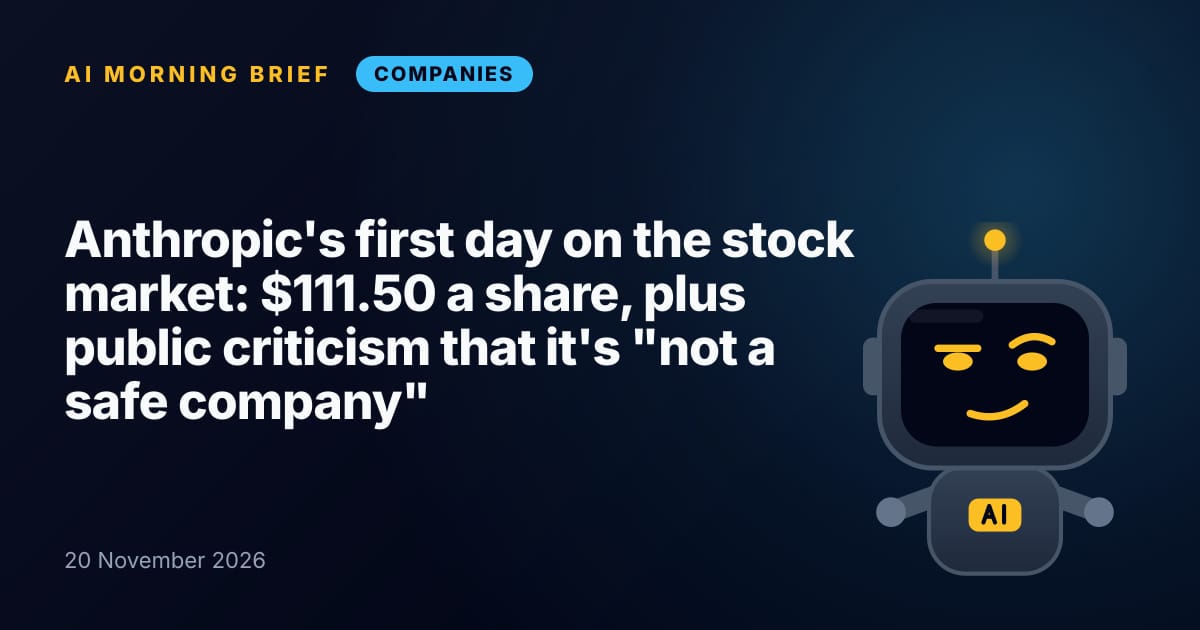 AI MORNING BRIEF
COMPANIES
Anthropic's first day on the stock
market: $111.50 a share, plus
public criticism that it's "not a
safe company"
AI
20 November 2026